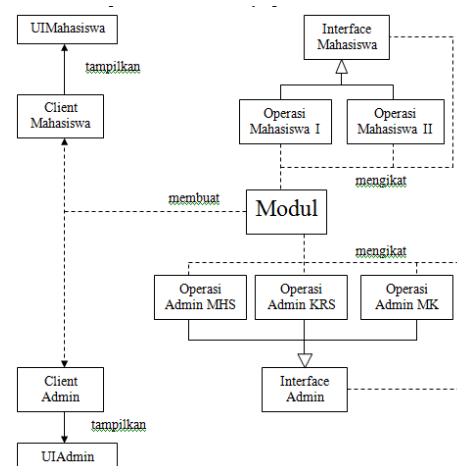 UIMahasiswa
Interface
Mahasiswa
tampilkan
Client
Mahasiswa
Operasi
Mahasiswa I
Operasi
Mahasiswa II
mengikat
membuat
Modul
mengikat
Operasi
Admin MHS
Operasi
Admin KRS
Operasi
Admin MK
Client
Admin
Interface
Admin
tampilkan
UIAdmin